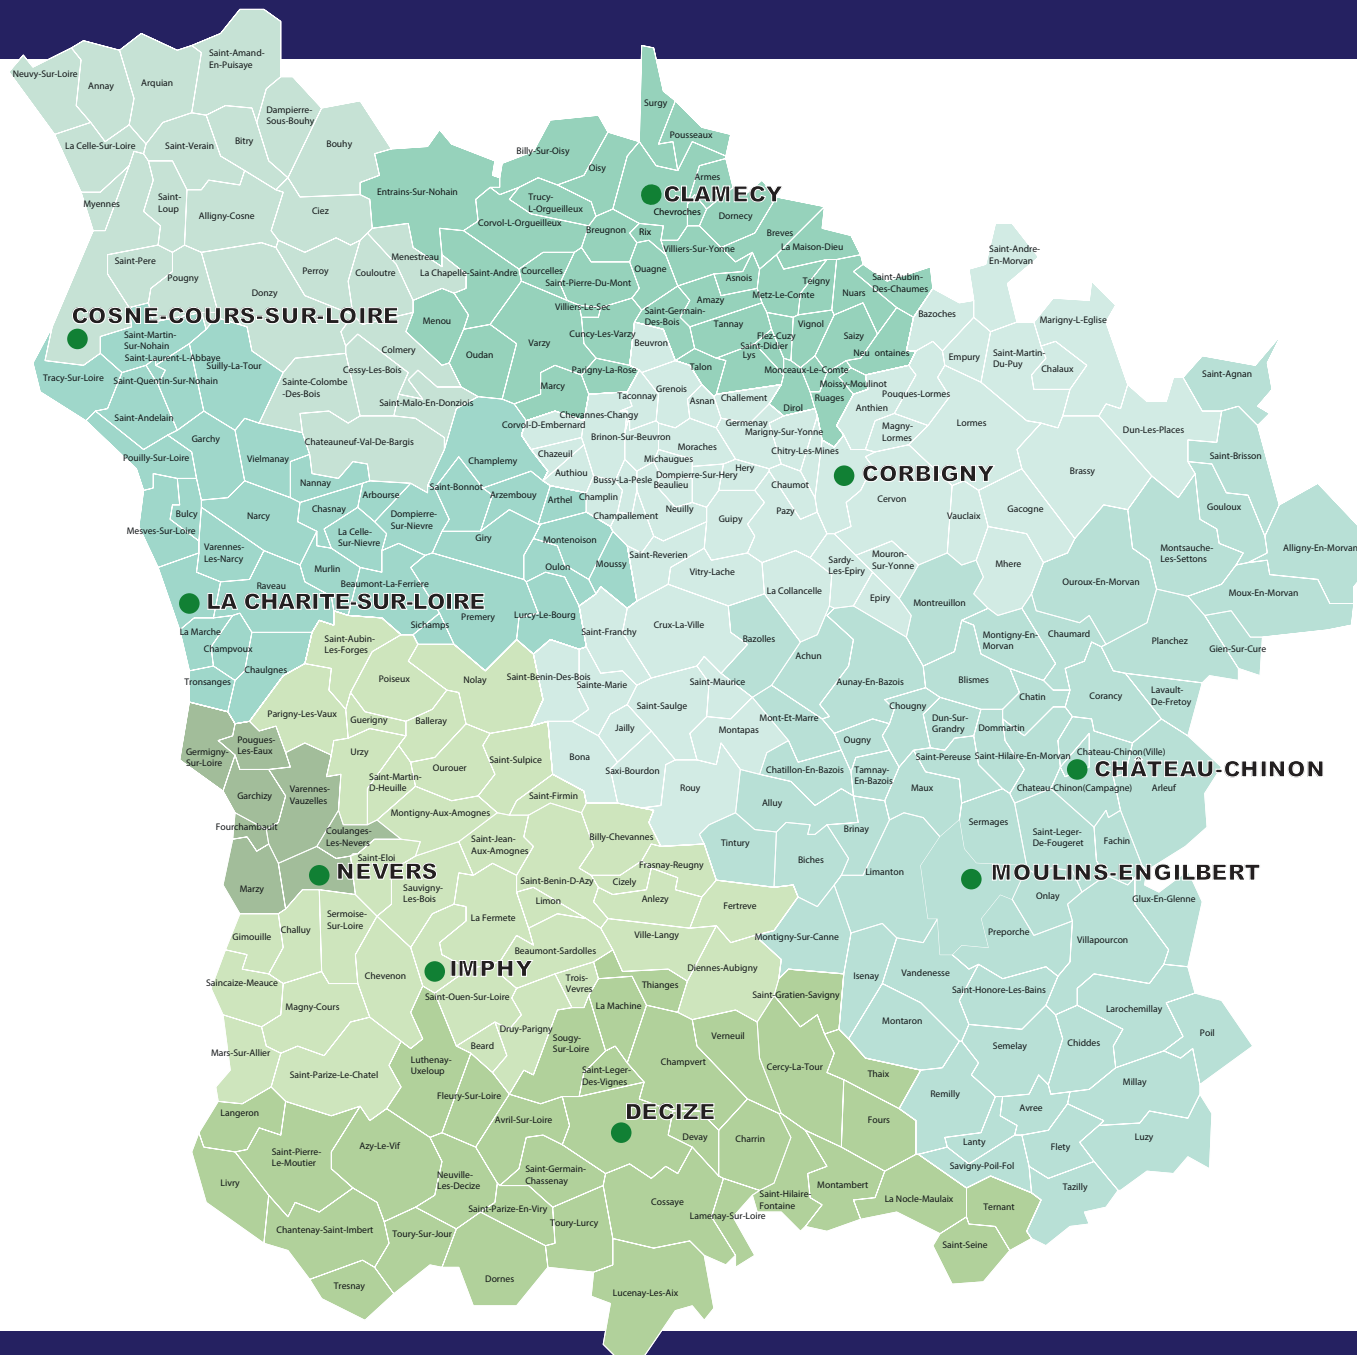 Saint-Amand-
En-Puisaye
Neuvy-Sur-Loire
Annay
Arquian
Dampierre-
Sous-Bouhy
Surgy
Pousseaux
La Celle-Sur-Loire
Saint-Verain
Bitry
Bouhy
Billy-Sur-Oisy
Oisy
Armes
Entrains-Sur-Nohain
CLAMECY
Myennes
Saint-
Loup
Alligny-Cosne
Ciez
Trucy-
L-Orgueilleux
Chevroches
Dornecy
Corvol-L-Orgueilleux
Breugnon
Rix
Breves
Villiers-Sur-Yonne
La Maison-Dieu
Saint-Andre-
En-Morvan
Saint-Pere
Pougny
Donzy
Perroy
Couloutre
Menestreau
La Chapelle-Saint-Andre
Courcelles
Ouagne
Saint-Pierre-Du-Mont
Asnois
Teigny
Saint-Aubin-
Des-Chaumes
Metz-Le-Comte
Nuars
Amazy
COSNE-COURS-SUR-LOIRE
Menou
Villiers-Le-Sec
Saint-Germain-
Des-Bois
Tannay
Vignol
Bazoches
Marigny-L-Eglise
Saint-Martin-
Sur-Nohain
Saint-Laurent-L-Abbaye
Suilly-La-Tour
Colmery
Oudan
Varzy
Cuncy-Les-Varzy
Beuvron
Flez-Cuzy
Saint-Didier
Lys
Saizy
Neu ontaines
Empury
Saint-Martin-
Du-Puy
Chalaux
Tracy-Sur-Loire
Saint-Quentin-Sur-Nohain
Sainte-Colombe
-Des-Bois
Cessy-Les-Bois
Marcy
Parigny-La-Rose
Talon
Monceaux-Le-Comte
Moissy-Moulinot
Saint-Agnan
Saint-Malo-En-Donziois
Taconnay
Grenois
Asnan
Challement
Dirol
Ruages
Anthien
Pouques-Lormes
Saint-Andelain
Chevannes-Changy
Corvol-D-Embernard
Germenay
Marigny-Sur-Yonne
Magny-
Lormes
Lormes
Dun-Les-Places
Garchy
Chateauneuf-Val-De-Bargis
Brinon-Sur-Beuvron
Moraches
Chitry-Les-Mines
Pouilly-Sur-Loire
Vielmanay
Champlemy
Chazeuil
Michaugues
Saint-Brisson
Nannay
Saint-Bonnot
Authiou
Bussy-La-Pesle
Dompierre-Sur-Hery
Beaulieu
Hery
CORBIGNY
Brassy
Arbourse
Arzembouy
Arthel
Champlin
Chaumot
Cervon
Bulcy
Narcy
Chasnay
Dompierre-
Sur-Nievre
Champallement
Neuilly
Guipy
Pazy
Vauclaix
Gacogne
Gouloux
Mesves-Sur-Loire
La Celle-
Sur-Nievre
Giry
Montenoison
Varennes-
Les-Narcy
Saint-Reverien
Montsauche-
Les-Settons
Alligny-En-Morvan
Murlin
Oulon
Moussy
Vitry-Lache
Sardy-
Les-Epiry
Mouron-
Sur-Yonne
Mhere
Raveau
Beaumont-La-Ferriere
La Collancelle
Epiry
Montreuillon
Ouroux-En-Morvan
Moux-En-Morvan
LA CHARITE-SUR-LOIRE
Sichamps
Premery
Lurcy-Le-Bourg
La Marche
Champvoux
Saint-Aubin-
Les-Forges
Saint-Franchy
Crux-La-Ville
Bazolles
Achun
Montigny-En-
Morvan
Chaumard
Planchez
Gien-Sur-Cure
Chaulgnes
Tronsanges
Poiseux
Nolay
Saint-Benin-Des-Bois
Sainte-Marie
Saint-Maurice
Aunay-En-Bazois
Blismes
Chatin
Corancy
Lavault-
De-Fretoy
Parigny-Les-Vaux
Guerigny
Balleray
Saint-Saulge
Chougny
Jailly
Montapas
Mont-Et-Marre
Dun-Sur-
Grandry
Dommartin
Germigny-
Sur-Loire
Pougues-
Les-Eaux
Urzy
Ourouer
Saint-Sulpice
Bona
Ougny
Saint-Pereuse
Saint-Hilaire-En-Morvan
Chateau-Chinon(Ville)
Saxi-Bourdon
Chatillon-En-Bazois
Tamnay-
En-Bazois
CHÂTEAU-CHINON
Garchizy
Varennes-
Vauzelles
Saint-Martin-
D-Heuille
Saint-Firmin
Rouy
Alluy
Maux
Chateau-Chinon(Campagne)
Arleuf
Fourchambault
Coulanges-
Les-Nevers
Montigny-Aux-Amognes
Saint-Jean-
Aux-Amognes
Billy-Chevannes
Tintury
Brinay
Sermages
Saint-Leger-
De-Fougeret
Fachin
Saint-Eloi
NEVERS
Frasnay-Reugny
Biches
Limanton
MOULINS-ENGILBERT
Marzy
Sauvigny-
Les-Bois
Saint-Benin-D-Azy
Limon
Cizely
Anlezy
Fertreve
Onlay
Glux-En-Glenne
Sermoise-
Sur-Loire
La Fermete
Gimouille
Challuy
Ville-Langy
Montigny-Sur-Canne
Preporche
Villapourcon
Beaumont-Sardolles
IMPHY
Chevenon
Trois-
Vevres
Thianges
Diennes-Aubigny
Isenay
Vandenesse
Saint-Honore-Les-Bains
Saincaize-Meauce
Magny-Cours
Saint-Ouen-Sur-Loire
La Machine
Saint-Gratien-Savigny
Larochemillay
Montaron
Poil
Mars-Sur-Allier
Beard
Druy-Parigny
Sougy-
Sur-Loire
Verneuil
Semelay
Chiddes
Saint-Parize-Le-Chatel
Luthenay-
Uxeloup
Saint-Leger-
Des-Vignes
Champvert
Cercy-La-Tour
Thaix
Millay
Fleury-Sur-Loire
Remilly
Avree
Langeron
Avril-Sur-Loire
DECIZE
Fours
Azy-Le-Vif
Devay
Charrin
Lanty
Flety
Luzy
Saint-Pierre-
Le-Moutier
Neuville-
Les-Decize
Saint-Germain-
Chassenay
Savigny-Poil-Fol
Livry
Cossaye
Saint-Hilaire-
Fontaine
Montambert
La Nocle-Maulaix
Tazilly
Saint-Parize-En-Viry
Toury-Lurcy
Lamenay-Sur-Loire
Ternant
Chantenay-Saint-Imbert
Toury-Sur-Jour
Saint-Seine
Tresnay
Dornes
Lucenay-Les-Aix